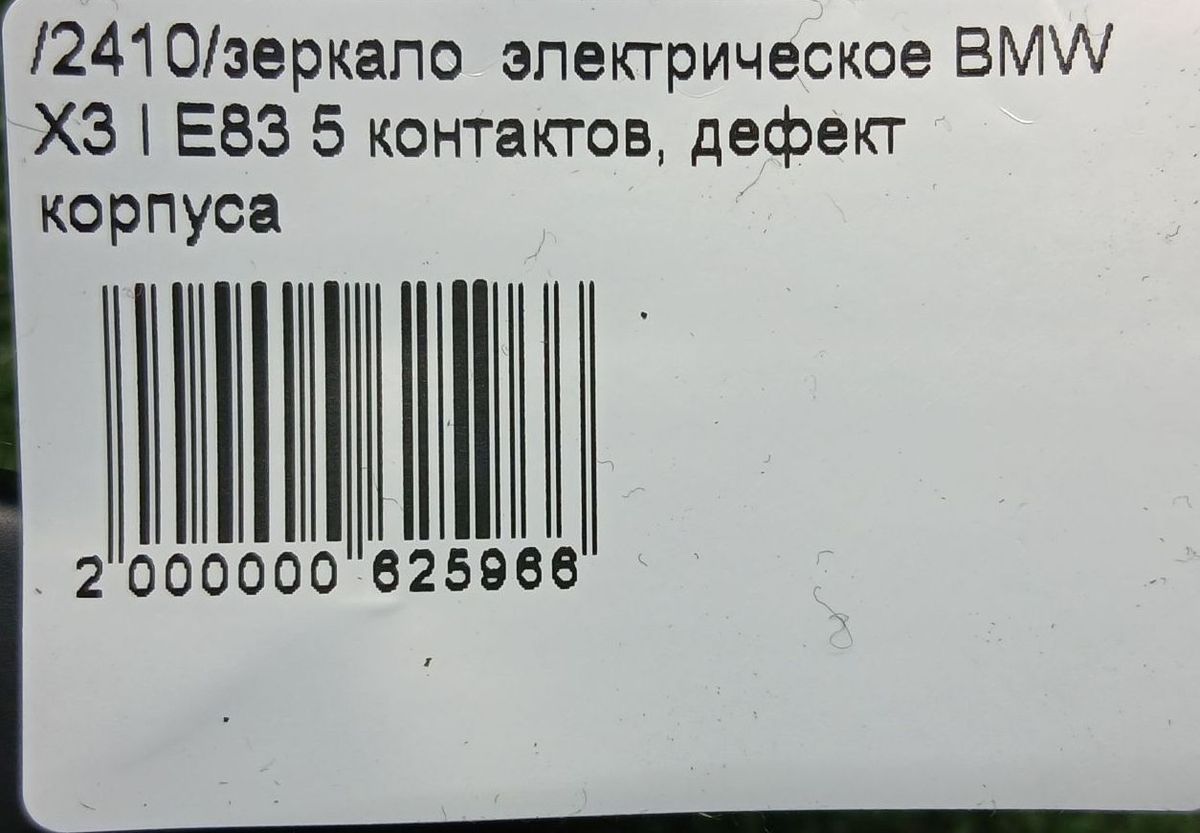 /2410/зеркало электрическое BMW
X3 I E83 5 контактов, дефект
корпуса
2 000000 625966